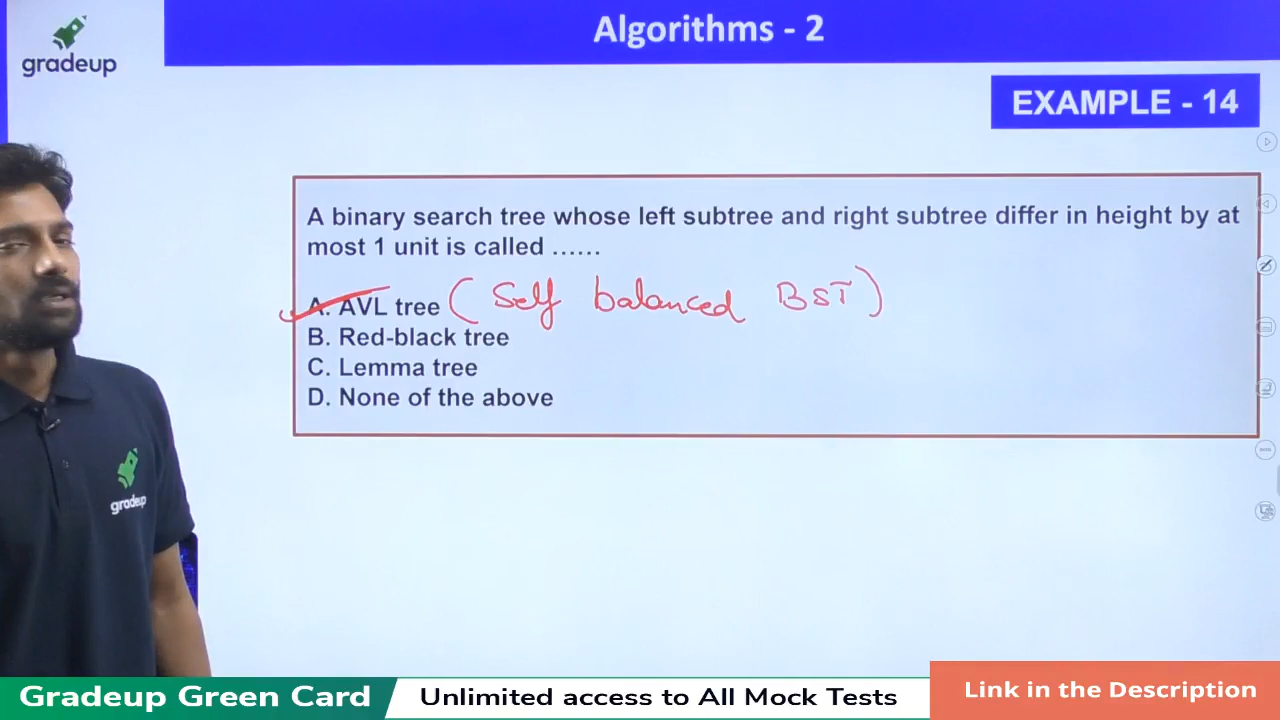 Algorithms - 2
gradeup
EXAMPLE - 14
A binary search tree whose left subtree and right subtree differ in height by at
most 1 unit is called ......
A. AVL tree (Self balanced BST)
B. Red-black tree
C. Lemma tree
D. None of the above
gradeup
Gradeup Green Card
Unlimited access to All Mock Tests
Link in the Description